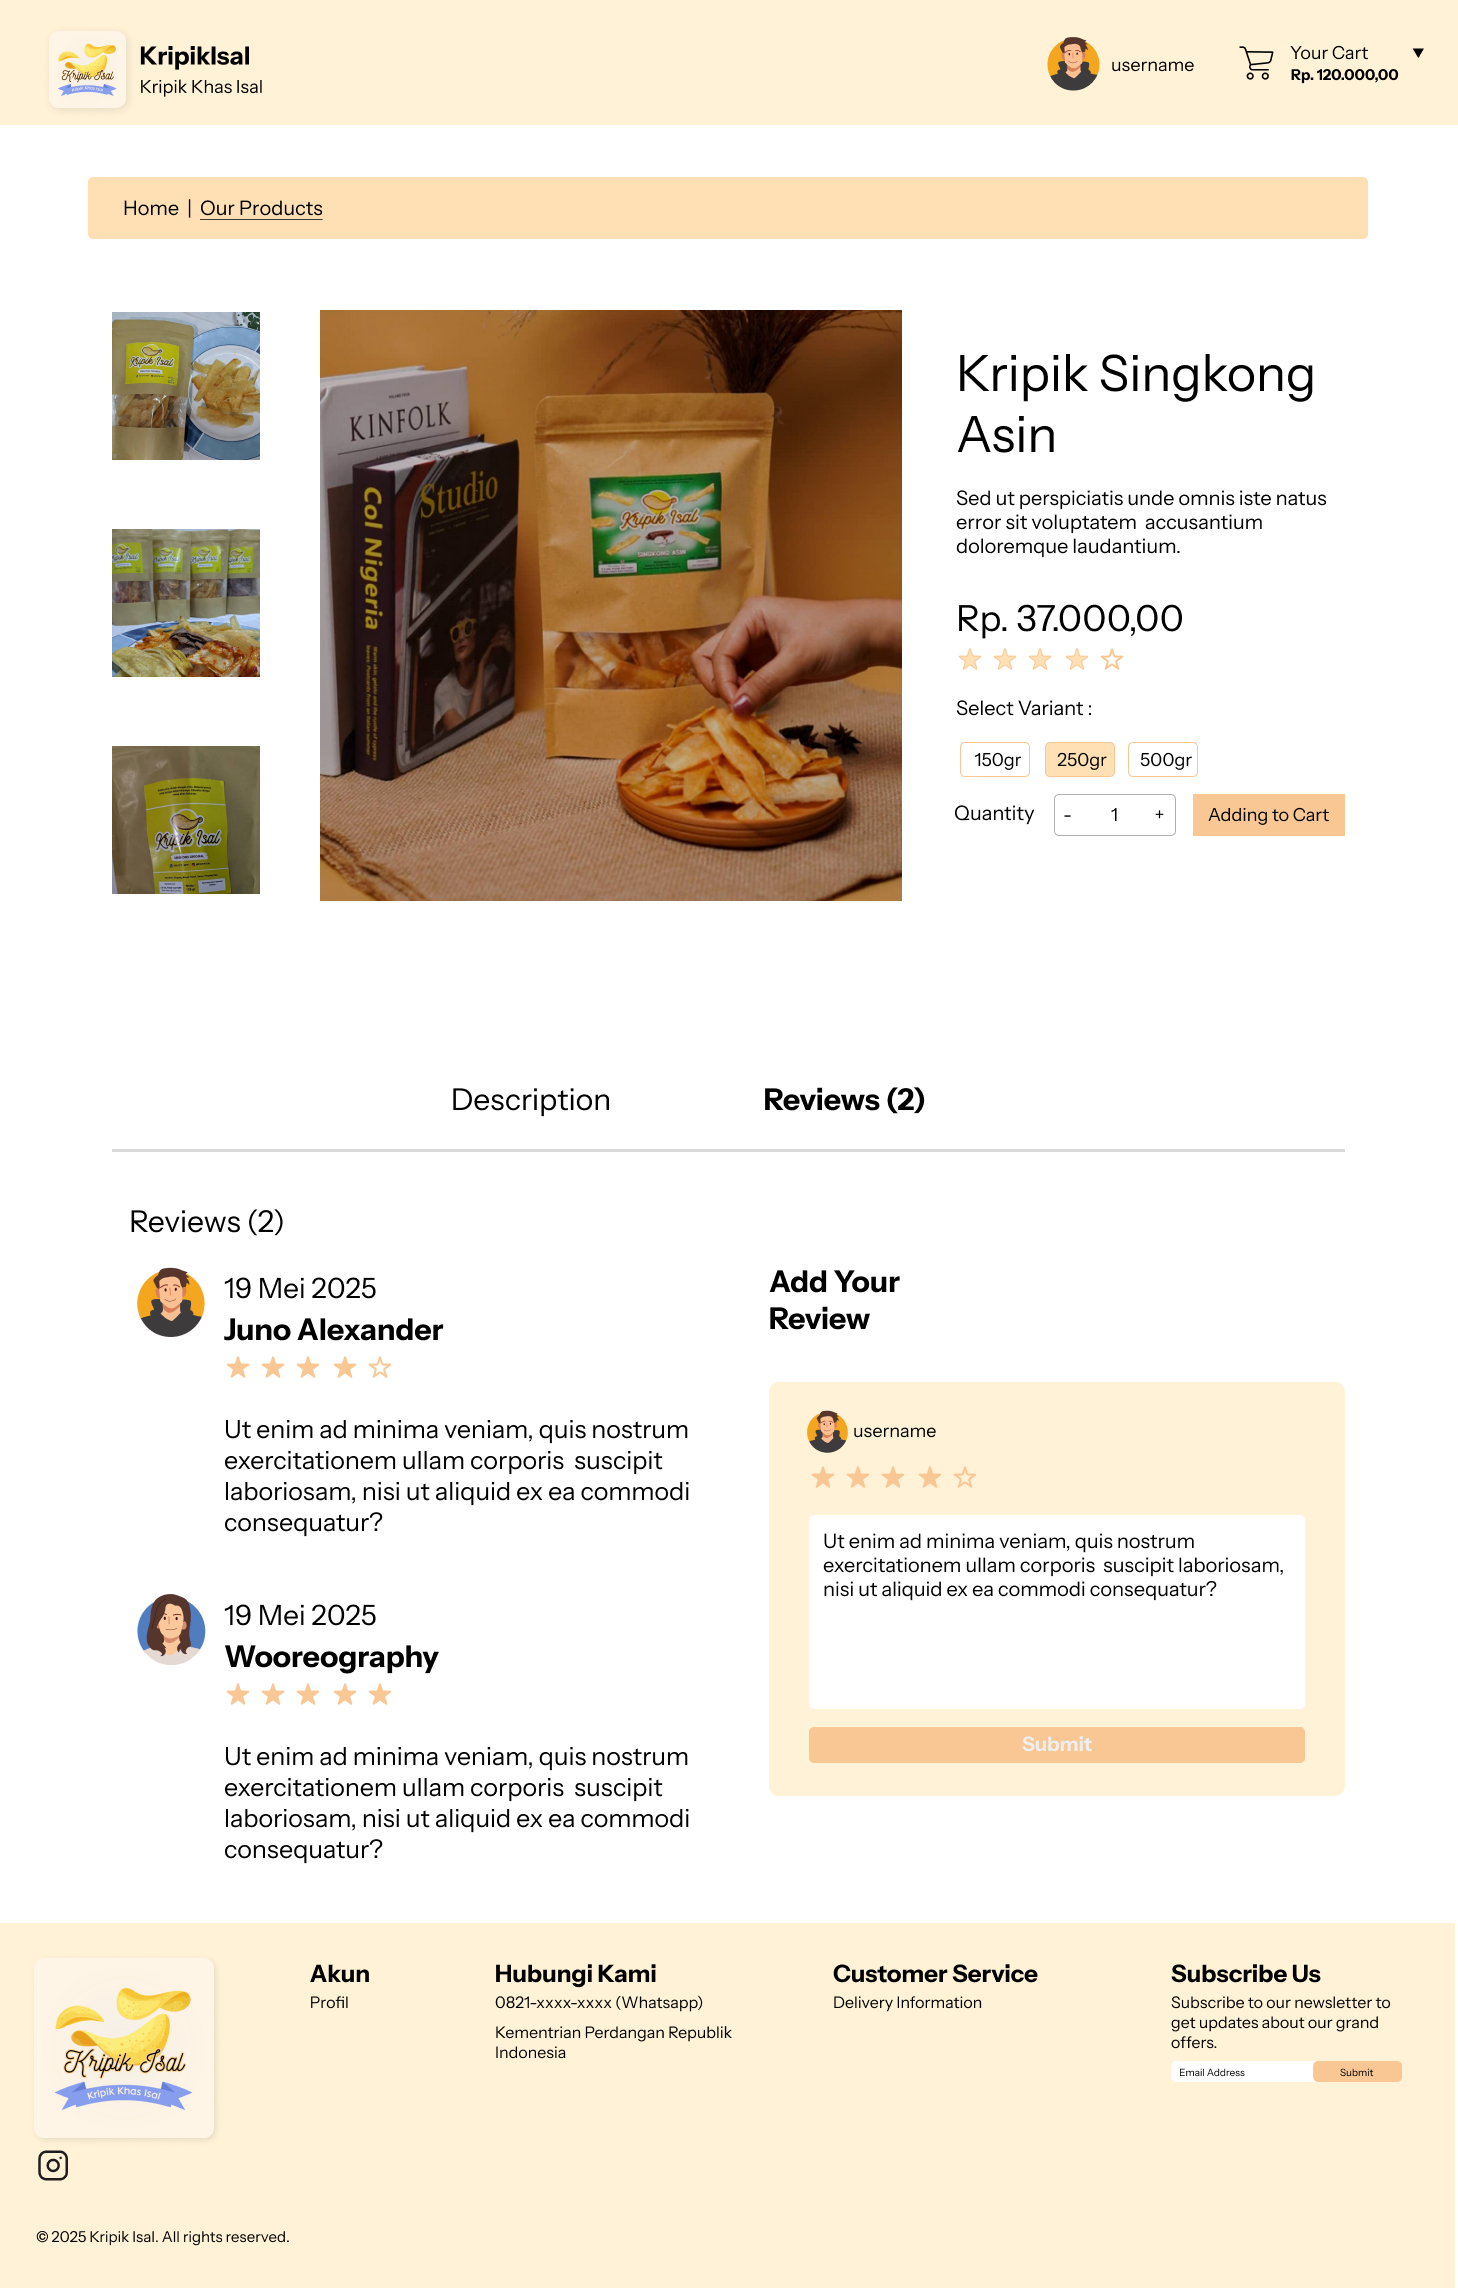 Kripik Isal
Kripik Khas Isal
KripikIsal
Kripik Khas Isal
username
Your Cart
▼
Rp. 120.000,00
Home | Our Products
Kripik Isal
Kripik Isal
KINFOLK
Studio
Col Nigeria
Kripik Isal
SINGKONG ASIN
Kripik Singkong
Asin
Sed ut perspiciatis unde omnis iste natus
error sit voluptatem accusantium
doloremque laudantium.
Rp. 37.000,00
Select Variant :
150gr 250gr 500gr
Quantity - 1 + Adding to Cart
Description Reviews (2)
Reviews (2)
19 Mei 2025
Juno Alexander
Ut enim ad minima veniam, quis nostrum
exercitationem ullam corporis suscipit
laboriosam, nisi ut aliquid ex ea commodi
consequatur?
19 Mei 2025
Wooreography
Ut enim ad minima veniam, quis nostrum
exercitationem ullam corporis suscipit
laboriosam, nisi ut aliquid ex ea commodi
consequatur?
Add Your
Review
username
Ut enim ad minima veniam, quis nostrum
exercitationem ullam corporis suscipit laboriosam,
nisi ut aliquid ex ea commodi consequatur?
Submit
Kripik Isal
Kripik Khas Isal
Akun
Profil
Hubungi Kami
0821-xxxx-xxxx (Whatsapp)
Kementrian Perdangan Republik
Indonesia
Customer Service
Delivery Information
Subscribe Us
Subscribe to our newsletter to
get updates about our grand
offers.
Email Address Submit
© 2025 Kripik Isal. All rights reserved.